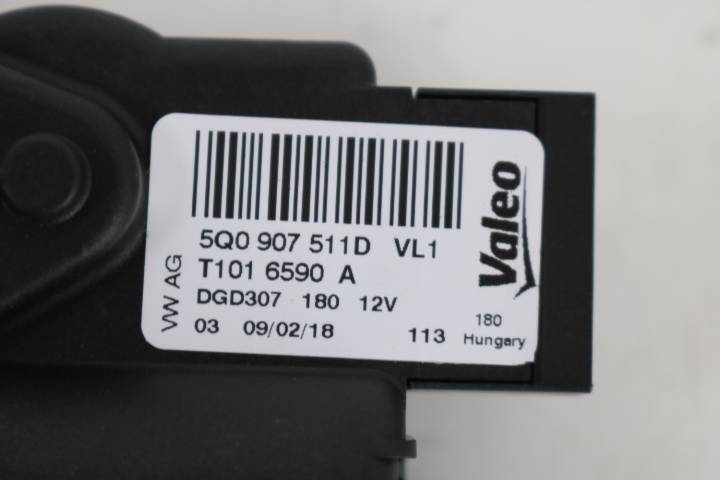 5Q0 907 511D VL1
T101 6590 A
DGD307 180 12V
03 09/02/18 113
VW AG
Valeo
180
Hungary